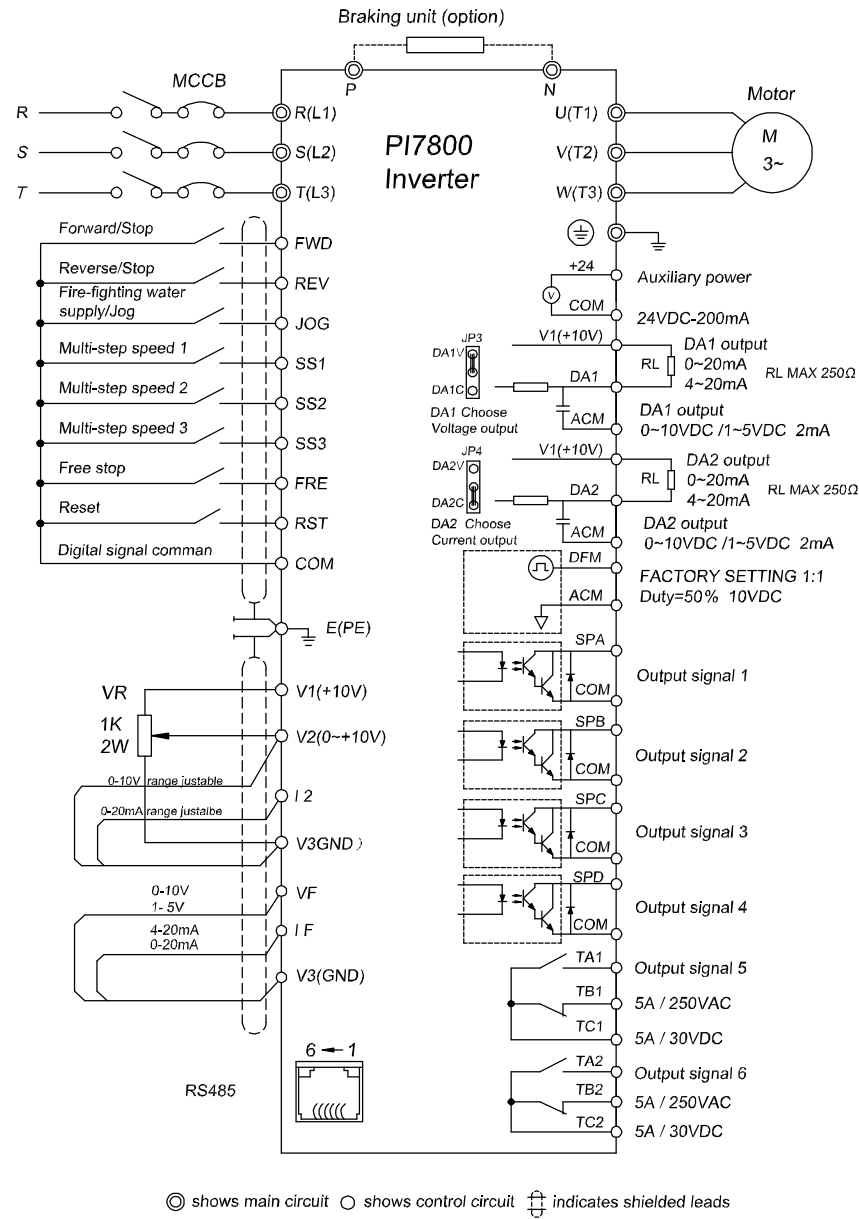 Braking unit (option)
P
N
MCCB
R
R(L1)
S
S(L2)
T
T(L3)
PI7800
Inverter
U(T1)
V(T2)
W(T3)
Motor
M
3~
Forward/Stop
FWD
Reverse/Stop
REV
Fire-fighting water
supply/Jog
JOG
Multi-step speed 1
SS1
Multi-step speed 2
SS2
Multi-step speed 3
SS3
Free stop
FRE
Reset
RST
Digital signal comman
COM
E(PE)
VR
1K
2W
V1(+10V)
V2(0~+10V)
0-10V range justable
I 2
0-20mA range justalbe
V3GND)
0-10V
1- 5V
VF
4-20mA
0-20mA
I F
V3(GND)
RS485
6 1
+24
V
COM
Auxiliary power
24VDC-200mA
V1(+10V)
JP3
DA1V
DA1C
DA1 Choose
Voltage output
DA1
ACM
RL
DA1 output
0~20mA
4~20mA
RL MAX 250Ω
DA1 output
0~10VDC /1~5VDC 2mA
V1(+10V)
JP4
DA2V
DA2C
DA2 Choose
Current output
DA2
ACM
RL
DA2 output
0~20mA
4~20mA
RL MAX 250Ω
DA2 output
0~10VDC /1~5VDC 2mA
DFM
ACM
FACTORY SETTING 1:1
Duty=50% 10VDC
SPA
COM
Output signal 1
SPB
COM
Output signal 2
SPC
COM
Output signal 3
SPD
COM
Output signal 4
TA1
Output signal 5
TB1
5A / 250VAC
TC1
5A / 30VDC
TA2
Output signal 6
TB2
5A / 250VAC
TC2
5A / 30VDC
shows main circuit shows control circuit indicates shielded leads